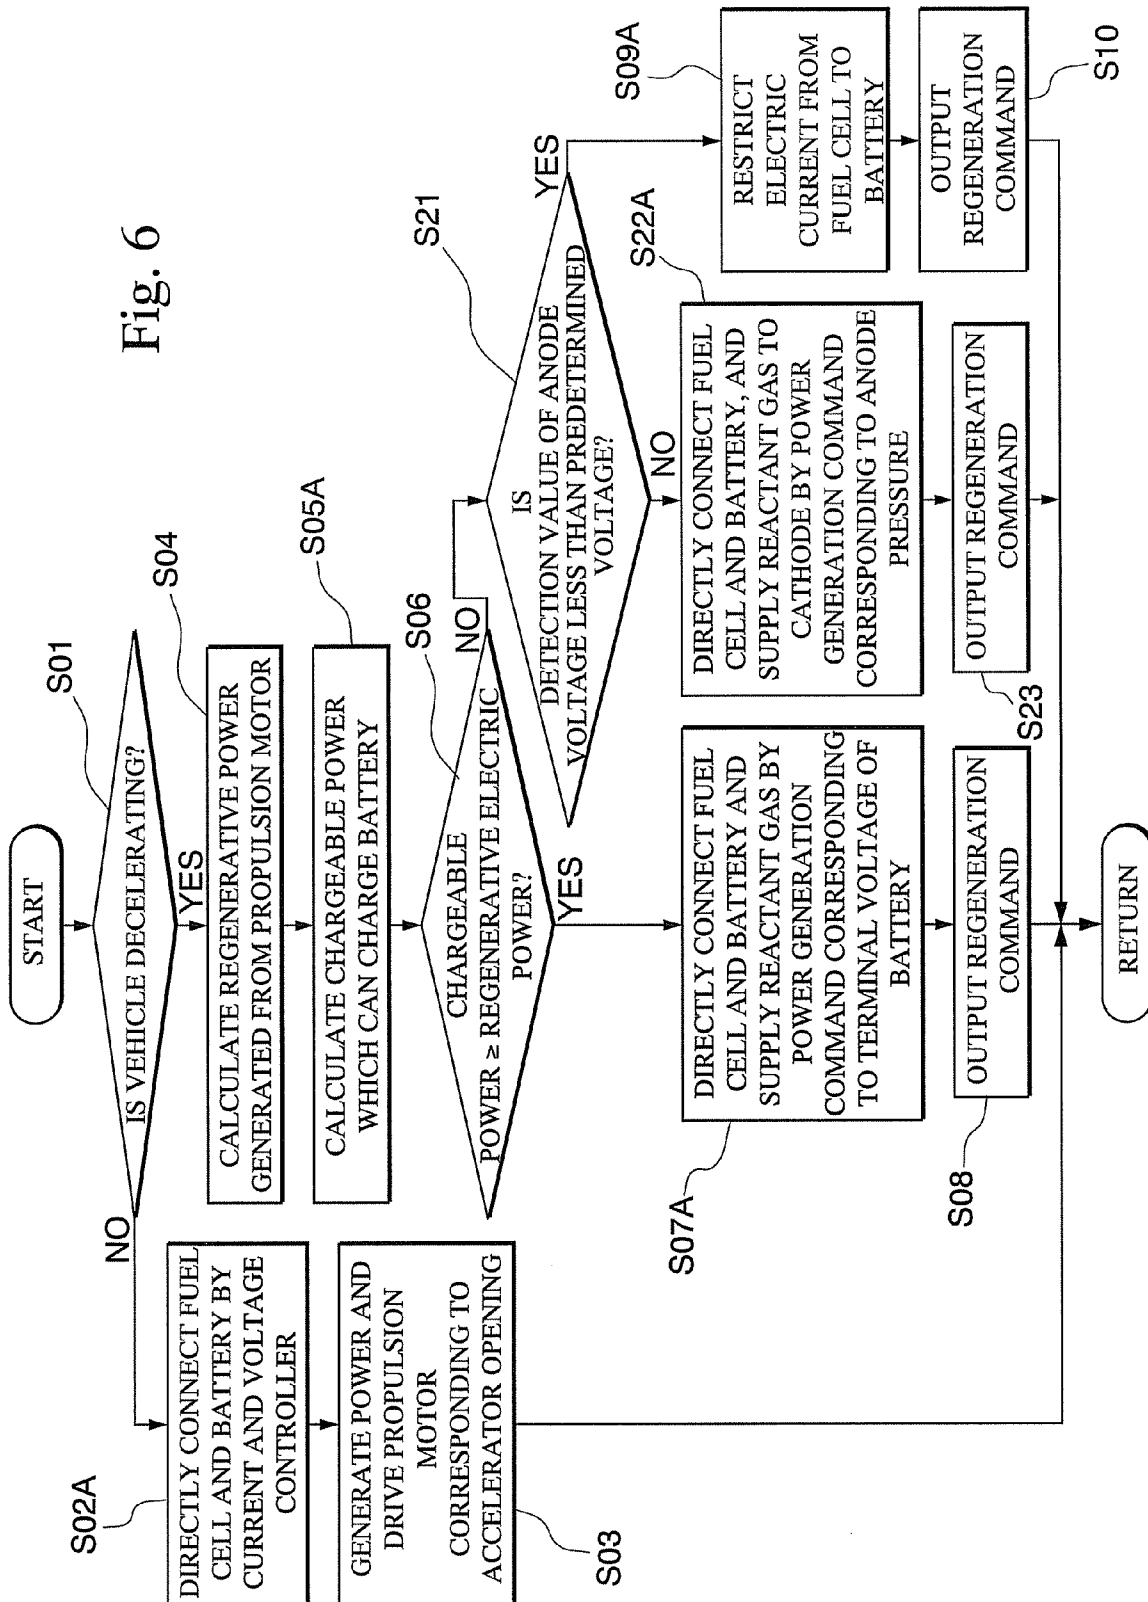 Fig. 6
START
IS VEHICLE DECELERATING?
S01
NO
YES
DIRECTLY CONNECT FUEL
CELL AND BATTERY BY
CURRENT AND VOLTAGE
CONTROLLER
S02A
GENERATE POWER AND
DRIVE PROPULSION
MOTOR
CORRESPONDING TO
ACCELERATOR OPENING
S03
CALCULATE REGENERATIVE POWER
GENERATED FROM PROPULSION MOTOR
S04
CALCULATE CHARGEABLE POWER
WHICH CAN CHARGE BATTERY
S05A
CHARGEABLE
POWER ≥ REGENERATIVE ELECTRIC
POWER?
S06
NO
YES
DIRECTLY CONNECT FUEL
CELL AND BATTERY AND
SUPPLY REACTANT GAS BY
POWER GENERATION
COMMAND CORRESPONDING
TO TERMINAL VOLTAGE OF
BATTERY
S07A
OUTPUT REGENERATION
COMMAND
S08
IS
DETECTION VALUE OF ANODE
VOLTAGE LESS THAN PREDETERMINED
VOLTAGE?
S21
YES
NO
DIRECTLY CONNECT FUEL
CELL AND BATTERY, AND
SUPPLY REACTANT GAS TO
CATHODE BY POWER
GENERATION COMMAND
CORRESPONDING TO ANODE
PRESSURE
S22A
OUTPUT REGENERATION
COMMAND
S23
RESTRICT
ELECTRIC
CURRENT FROM
FUEL CELL TO
BATTERY
S09A
OUTPUT
REGENERATION
COMMAND
S10
RETURN